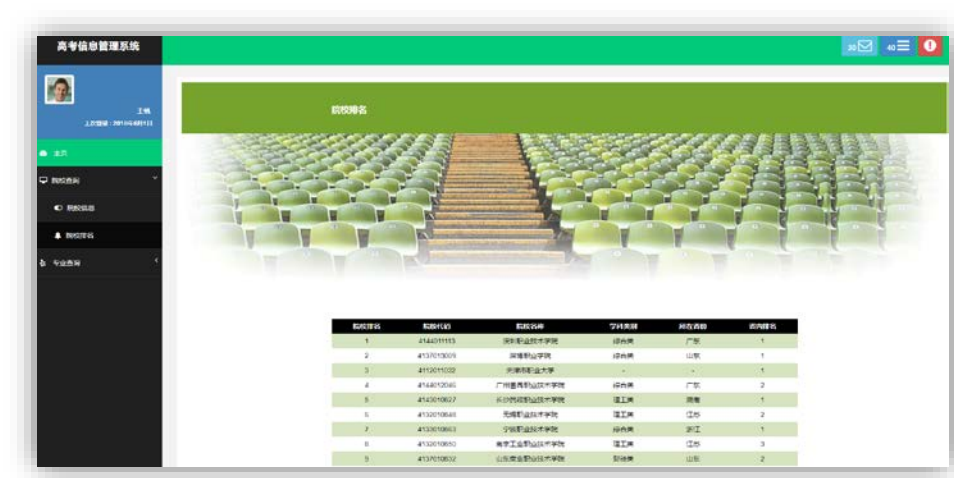 高考信息管理系统
30
40
主页
院校查询
院校信息
院校排名
专业查询
院校排名
院校排名 院校代码 院校名称 学科类别 所在省份 省内排名
1 4144011113 深圳职业技术学院 综合类 广东 1
2 淄博职业学院 综合类 山东 1
3 4112011032 天津市职业大学 - - 1
4 4144012046 广州番禺职业技术学院 综合类 广东 2
5 4143010827 长沙民政职业技术学院 理工类 湖南 1
6 4132010848 无锡职业技术学院 理工类 江苏 2
7 4133010863 宁波职业技术学院 综合类 浙江 1
8 4132010850 南京工业职业技术学院 理工类 江苏 3
9 4137010832 山东商业职业技术学院 财经类 山东 2